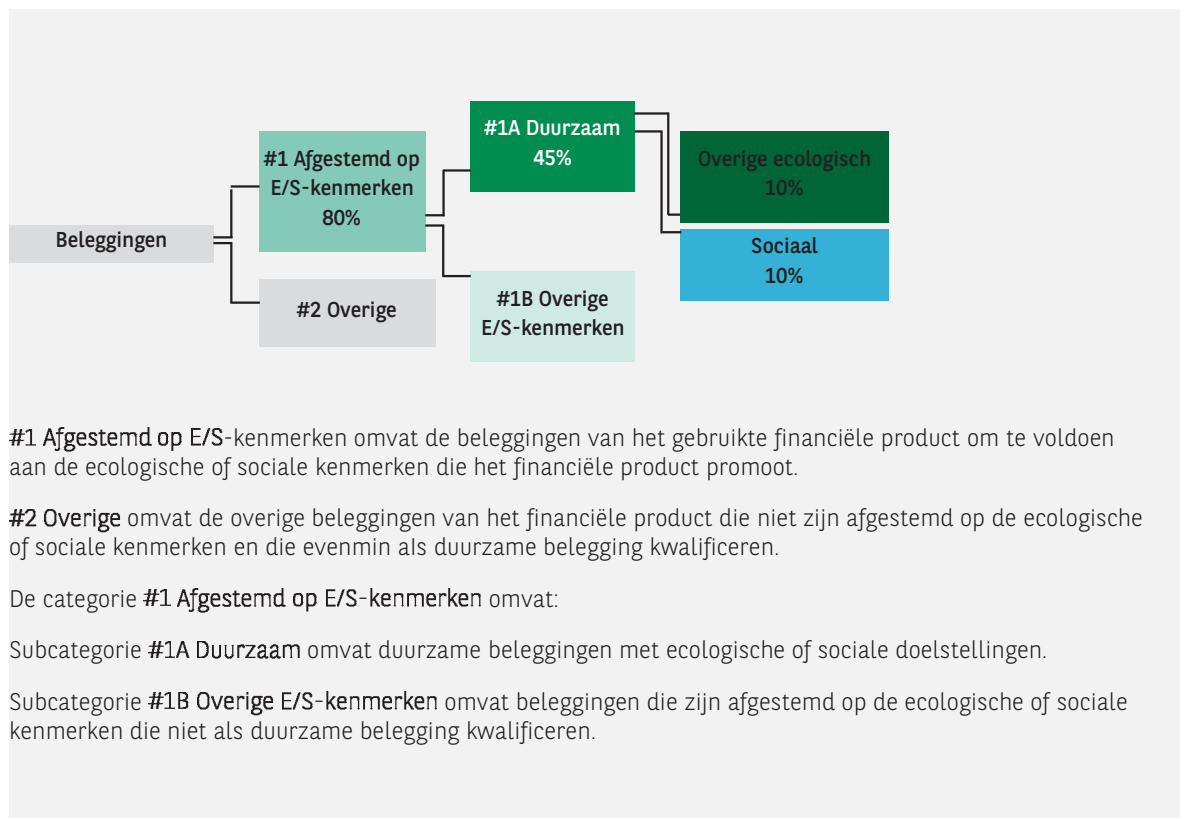 Beleggingen
#1 Afgestemd op
E/S-kenmerken
80%
#2 Overige
#1A Duurzaam
45%
#1B Overige
E/S-kenmerken
Overige ecologisch
10%
Sociaal
10%
#1 Afgestemd op E/S-kenmerken omvat de beleggingen van het gebruikte financiële product om te voldoen
aan de ecologische of sociale kenmerken die het financiële product promoot.
#2 Overige omvat de overige beleggingen van het financiële product die niet zijn afgestemd op de ecologische
of sociale kenmerken en die evenmin als duurzame belegging kwalificeren.
De categorie #1 Afgestemd op E/S-kenmerken omvat:
Subcategorie #1A Duurzaam omvat duurzame beleggingen met ecologische of sociale doelstellingen.
Subcategorie #1B Overige E/S-kenmerken omvat beleggingen die zijn afgestemd op de ecologische of sociale
kenmerken die niet als duurzame belegging kwalificeren.